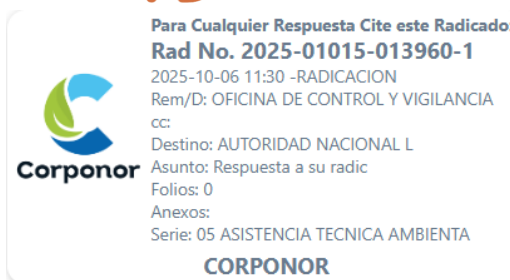 Para Cualquier Respuesta Cite este Radicado:
Rad No. 2025-01015-013960-1
2025-10-06 11:30 -RADICACION
Rem/D: OFICINA DE CONTROL Y VIGILANCIA
cc:
Destino: AUTORIDAD NACIONAL L
Corponor
Asunto: Respuesta a su radic
Folios: 0
Anexos:
Serie: 05 ASISTENCIA TECNICA AMBIENTA
CORPONOR